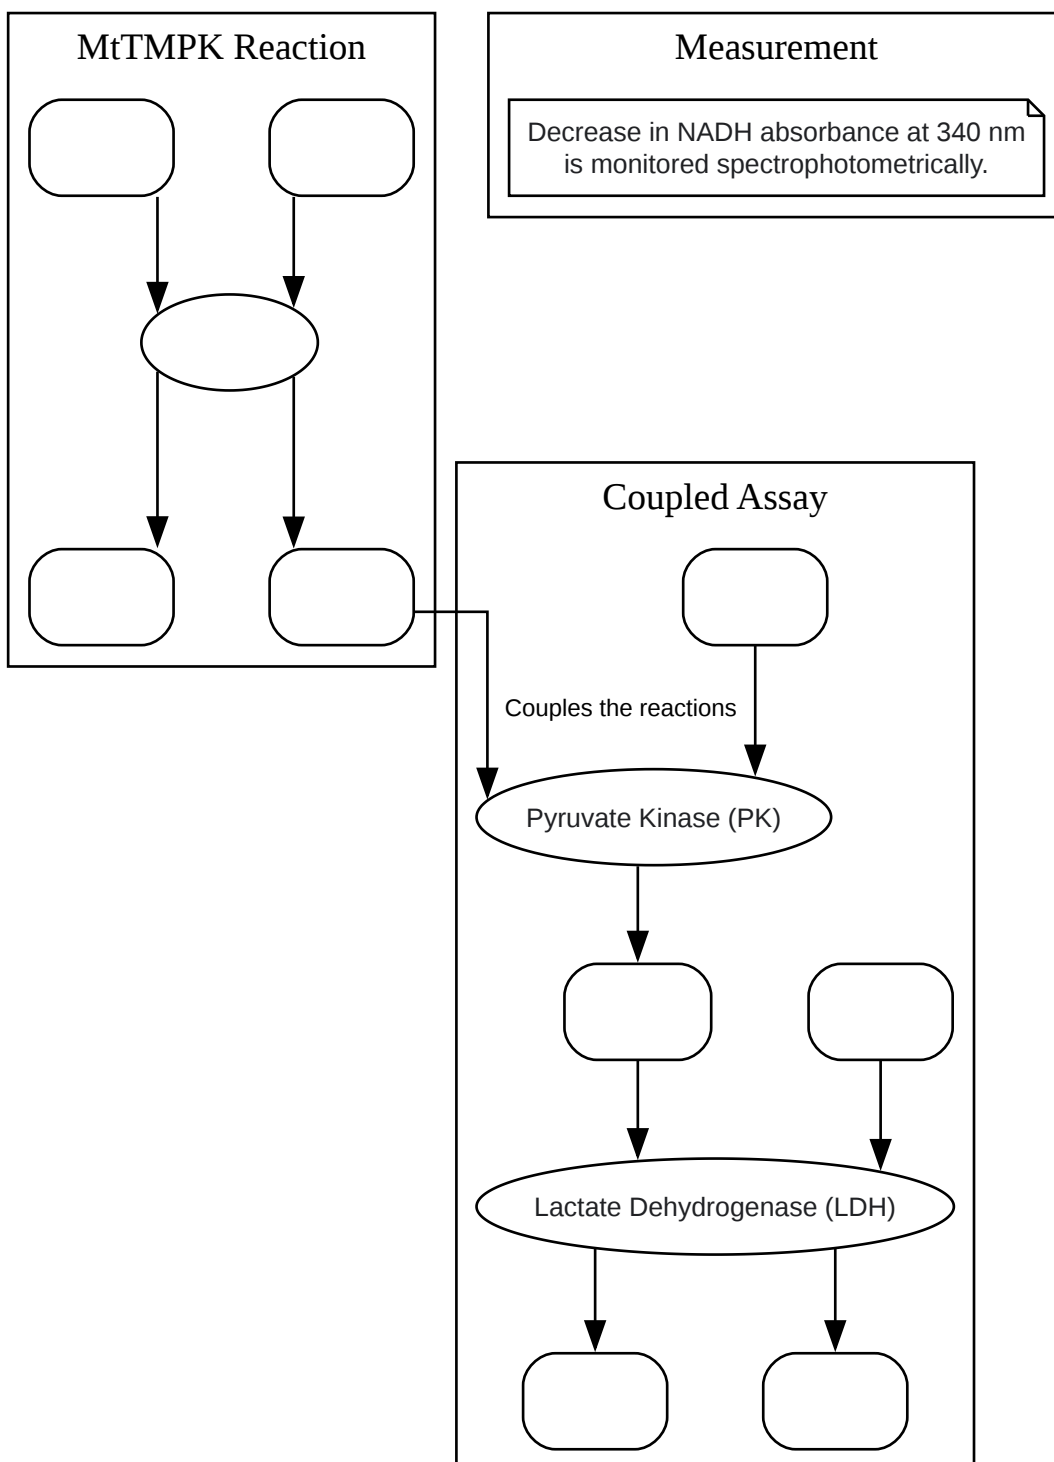 MtTMPK Reaction
Measurement
Decrease in NADH absorbance at 340 nm
is monitored spectrophotometrically.
Coupled Assay
Couples the reactions
Pyruvate Kinase (PK)
Lactate Dehydrogenase (LDH)